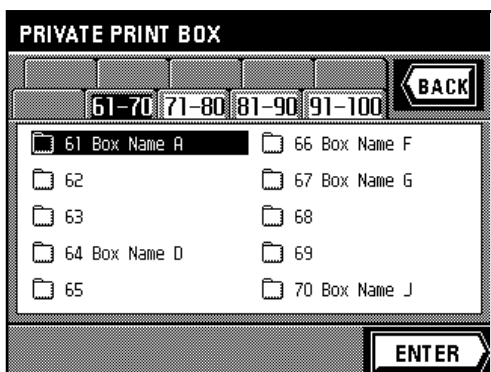 PRIVATE PRINT BOX
BACK
61-70 71-80 81-90 91-100
61 Box Name A
62
63
64 Box Name D
65
66 Box Name F
67 Box Name G
68
69
70 Box Name J
ENTER